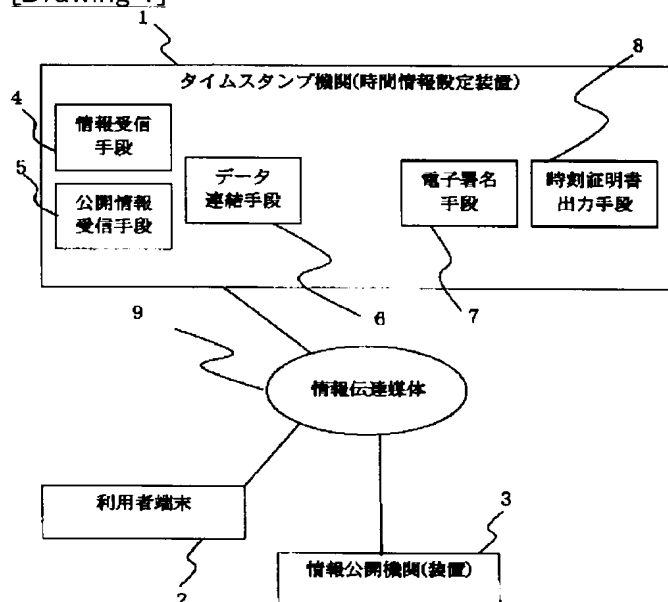 [Drawing 1]
1
8
タイムスタンプ機関(時間情報設定装置)
4
情報受信
手段
5
公開情報
受信手段
データ
連結手段
電子署名
手段
時刻証明書
出力手段
9
6
7
情報伝達媒体
利用者端末
3
2
情報公開機関(装置)